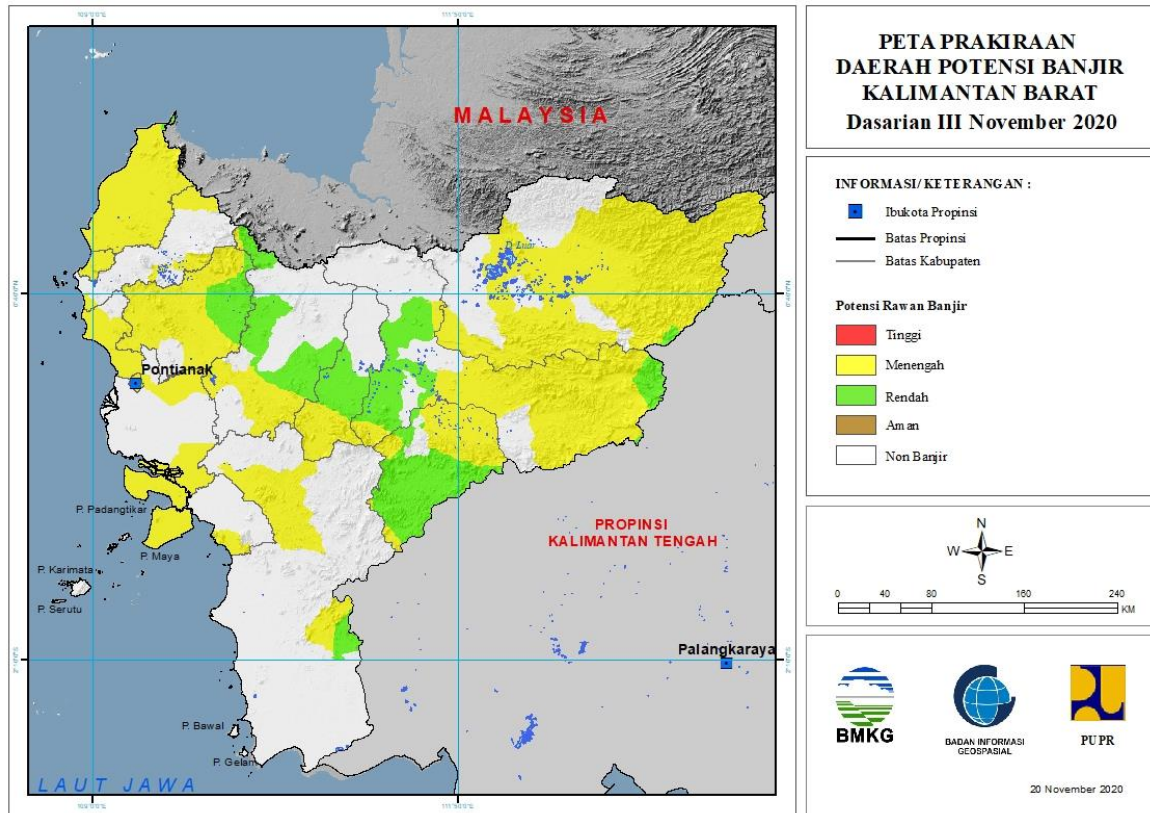 PETA PRAKIRAAN
DAERAH POTENSI BANJIR
KALIMANTAN BARAT
Dasarian III November 2020
INFORMASI/ KETERANGAN :
Ibukota Propinsi
Batas Propinsi
Batas Kabupaten
Potensi Rawan Banjir
Tinggi
Menengah
Rendah
Aman
Non Banjir
N
W E
S
0 40 80 160 240
KM
BMKG
BADAN INFORMASI
GEOSPASIAL
PUPR
20 November 2020
MALAYSIA
Pontianak
P. Padangtikar
P. Maya
P. Karimata
P. Serutu
PROPINSI
KALIMANTAN TENGAH
Palangkaraya
P. Bawal
P. Gelam
LAUT JAWA